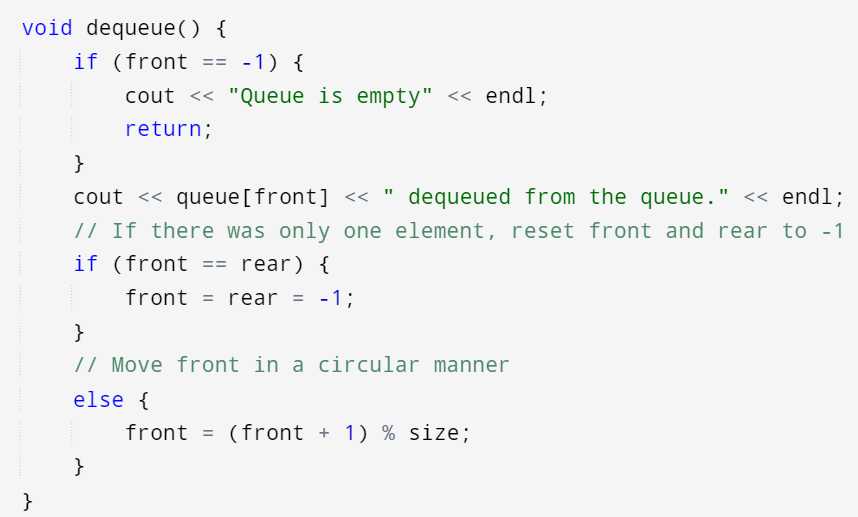 void dequeue() {
    if (front == -1) {
        cout << "Queue is empty" << endl;
        return;
    }
    cout << queue[front] << " dequeued from the queue." << endl;
    // If there was only one element, reset front and rear to -1
    if (front == rear) {
        front = rear = -1;
    }
    // Move front in a circular manner
    else {
        front = (front + 1) % size;
    }
}